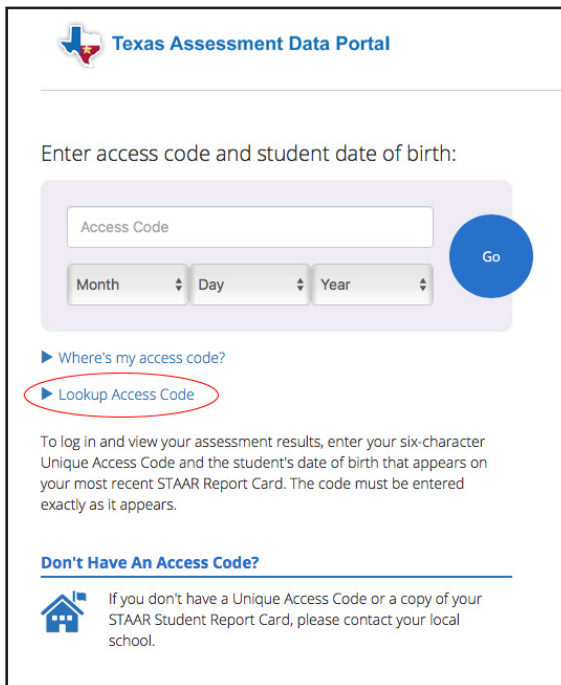 Texas Assessment Data Portal
Enter access code and student date of birth:
Access Code
Go
Month Day Year
Where's my access code?
Lookup Access Code
To log in and view your assessment results, enter your six-character
Unique Access Code and the student's date of birth that appears on
your most recent STAAR Report Card. The code must be entered
exactly as it appears.
Don't Have An Access Code?
If you don't have a Unique Access Code or a copy of your
STAAR Student Report Card, please contact your local
school.